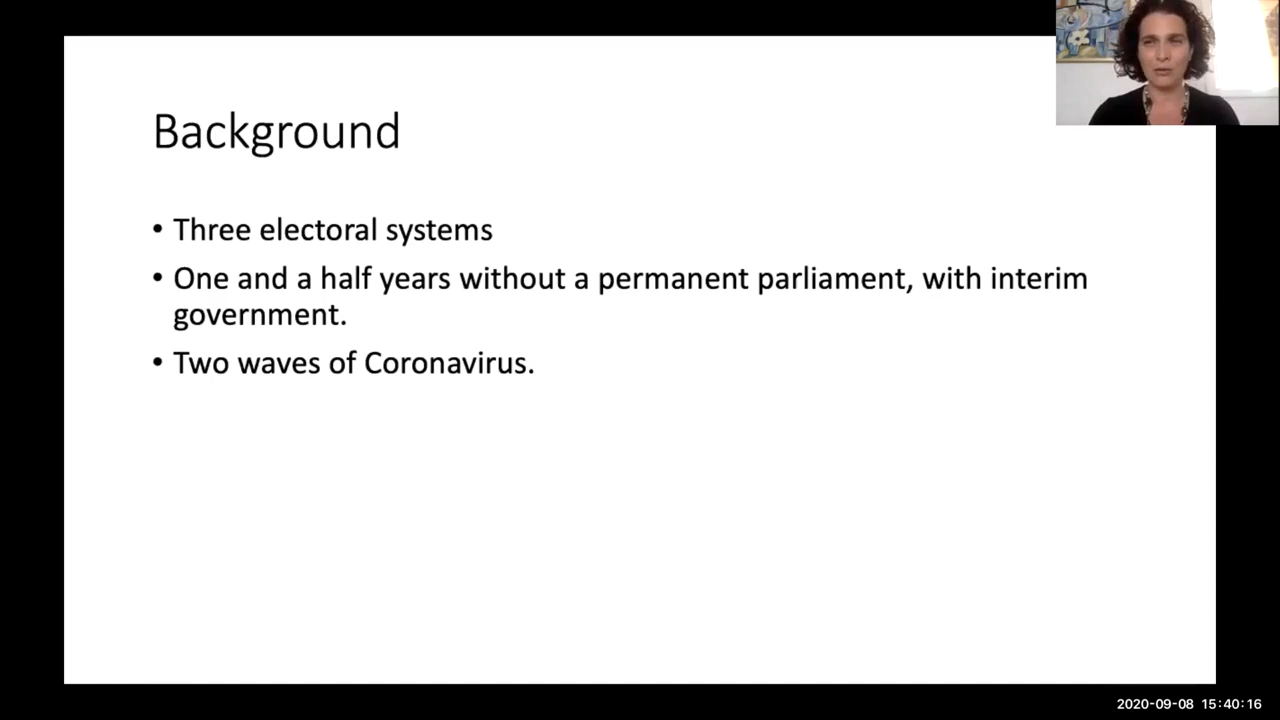 Background
• Three electoral systems
• One and a half years without a permanent parliament, with interim
government.
• Two waves of Coronavirus.
2020-09-08 15:40:16